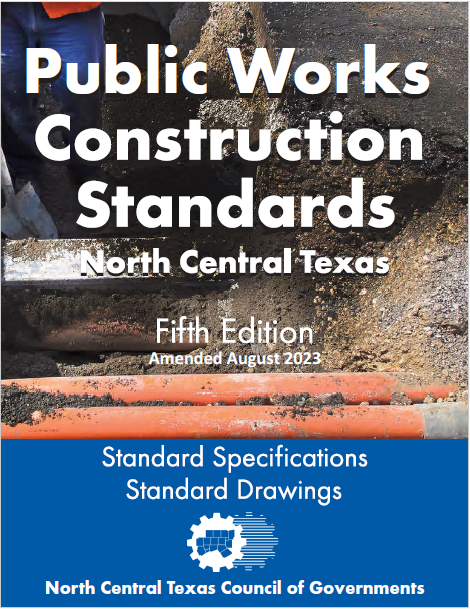 Public Works
Construction
Standards
North Central Texas
Fifth Edition
Amended August 2023
Standard Specifications
Standard Drawings
North Central Texas Council of Governments